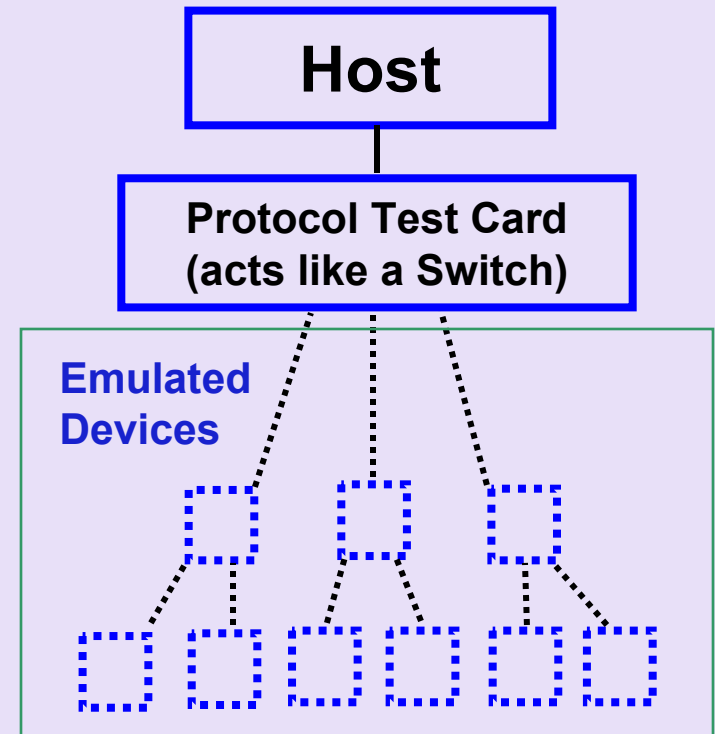 Host
Protocol Test Card
(acts like a Switch)
Emulated
Devices